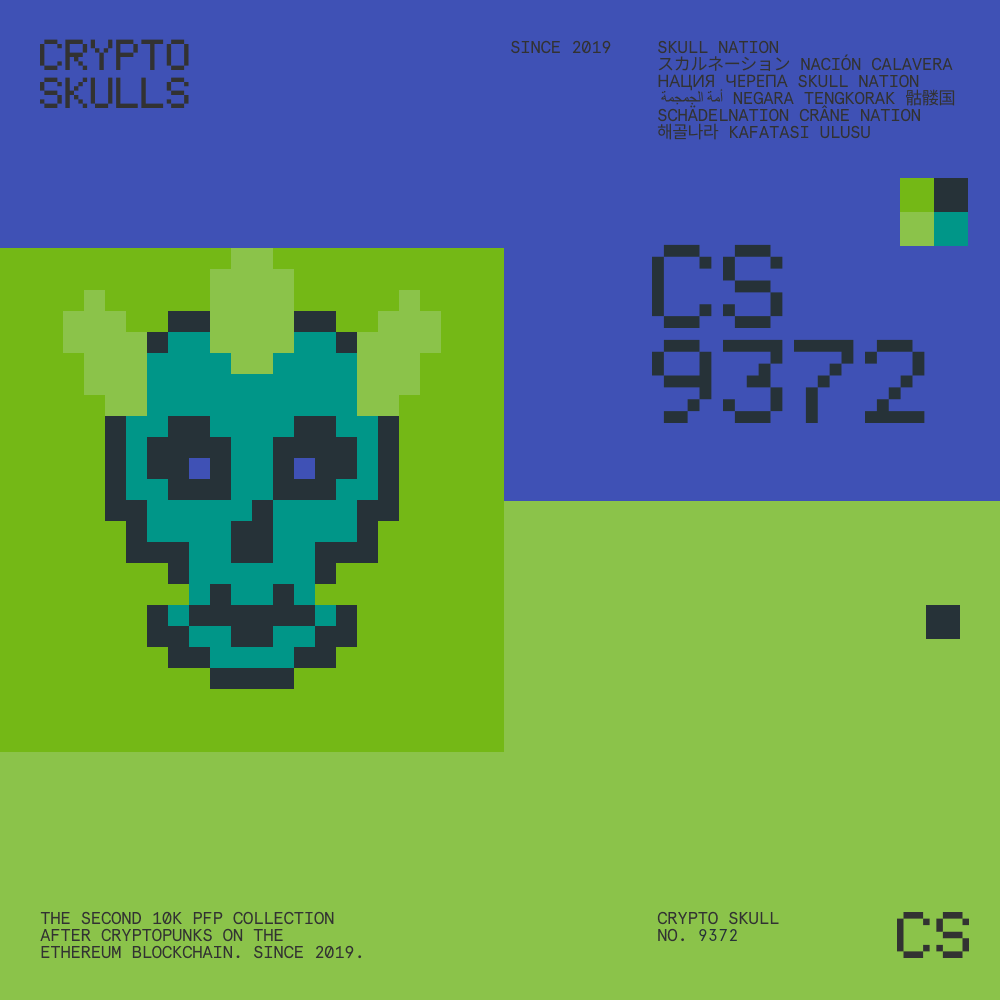 CRYPTO
SKULLS
SINCE 2019
SKULL NATION
スカルネーション NACIÓN CALAVERA
НАЦИЯ ЧЕРЕПА SKULL NATION
أمة الجمجمة NEGARA TENGKORAK 骷髅国
SCHÄDELNATION CRÂNE NATION
해골나라 KAFATASI ULUSU
CS
9372
THE SECOND 10K PFP COLLECTION
AFTER CRYPTOPUNKS ON THE
ETHEREUM BLOCKCHAIN. SINCE 2019.
CRYPTO SKULL
NO. 9372
CS